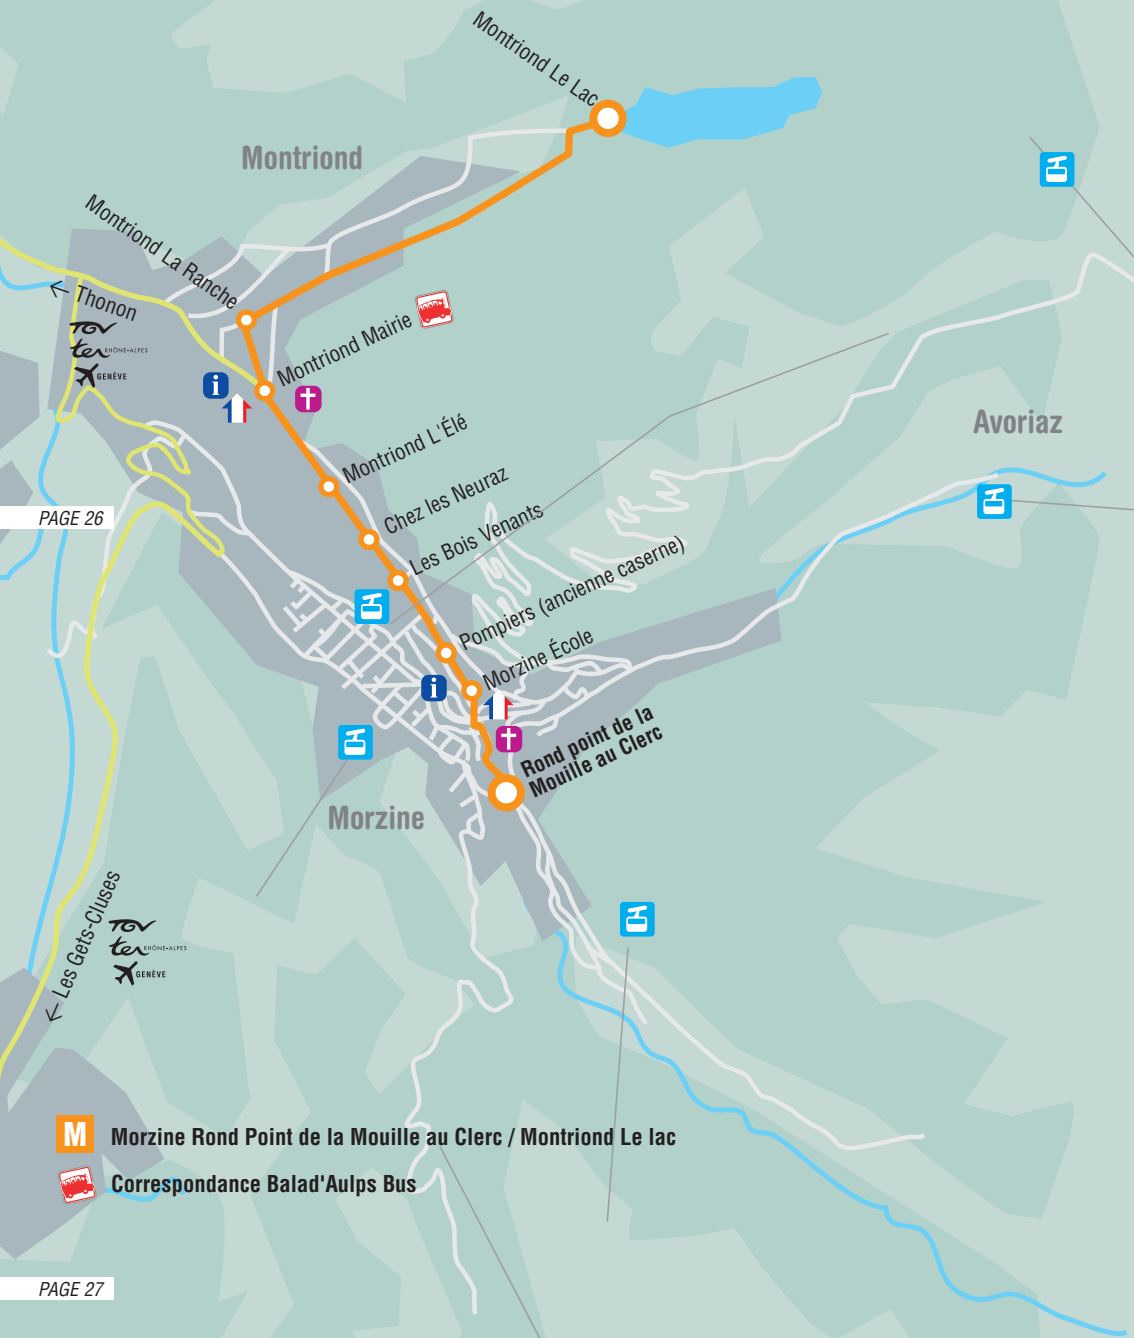 Montriond Le Lac
Montriond
Montriond La Ranche
← Thonon
TGV
ter RHÔNE-ALPES
GENÈVE
Montriond Mairie
i
Montriond L'Élé
Avoriaz
Chez les Neuraz
PAGE 26
Les Bois Venants
Pompiers (ancienne caserne)
Morzine École
i
Rond point de la
Mouille au Clerc
Morzine
← Les Gets-Cluses
TGV
ter RHÔNE-ALPES
GENÈVE
M Morzine Rond Point de la Mouille au Clerc / Montriond Le lac
Correspondance Balad'Aulps Bus
PAGE 27